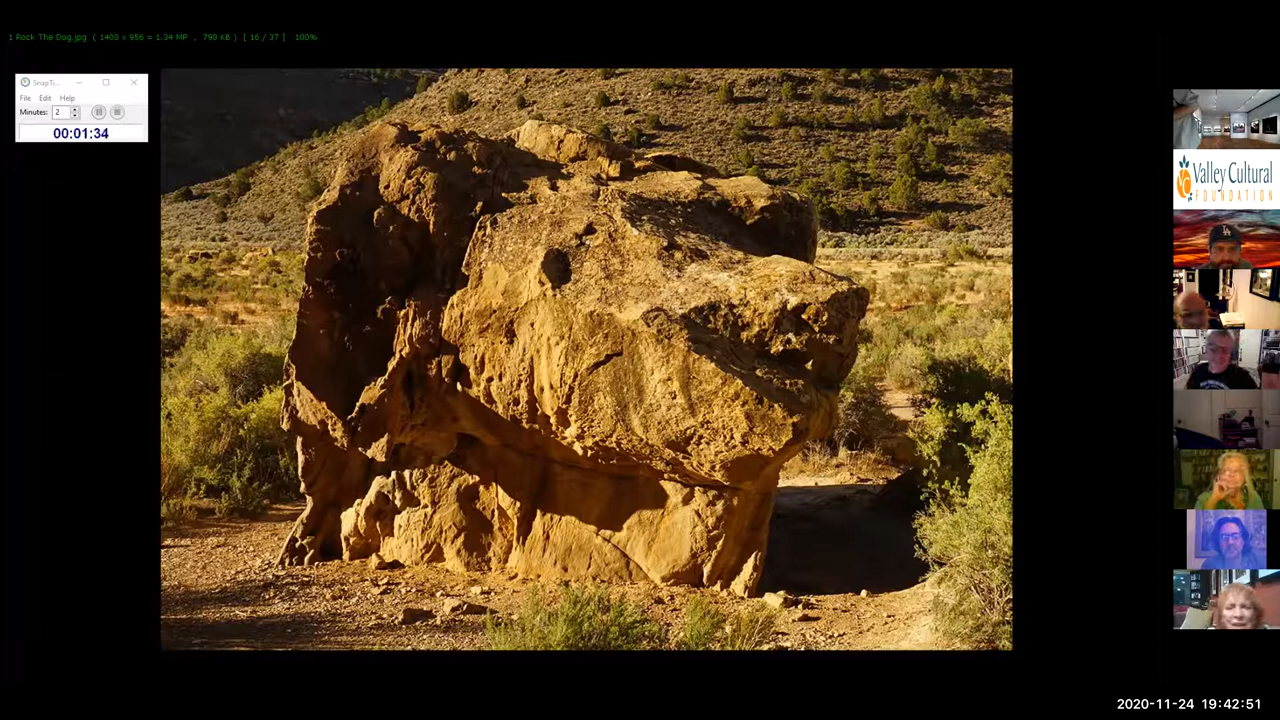 1 Rock The Dog.jpg ( 1400 x 956 = 1.34 MP , 798 KB ) [ 16 / 37 ] 100%
SnapTi...
File Edit Help
Minutes: 2
00:01:34
Valley Cultural
FOUNDATION
2020-11-24 19:42:51